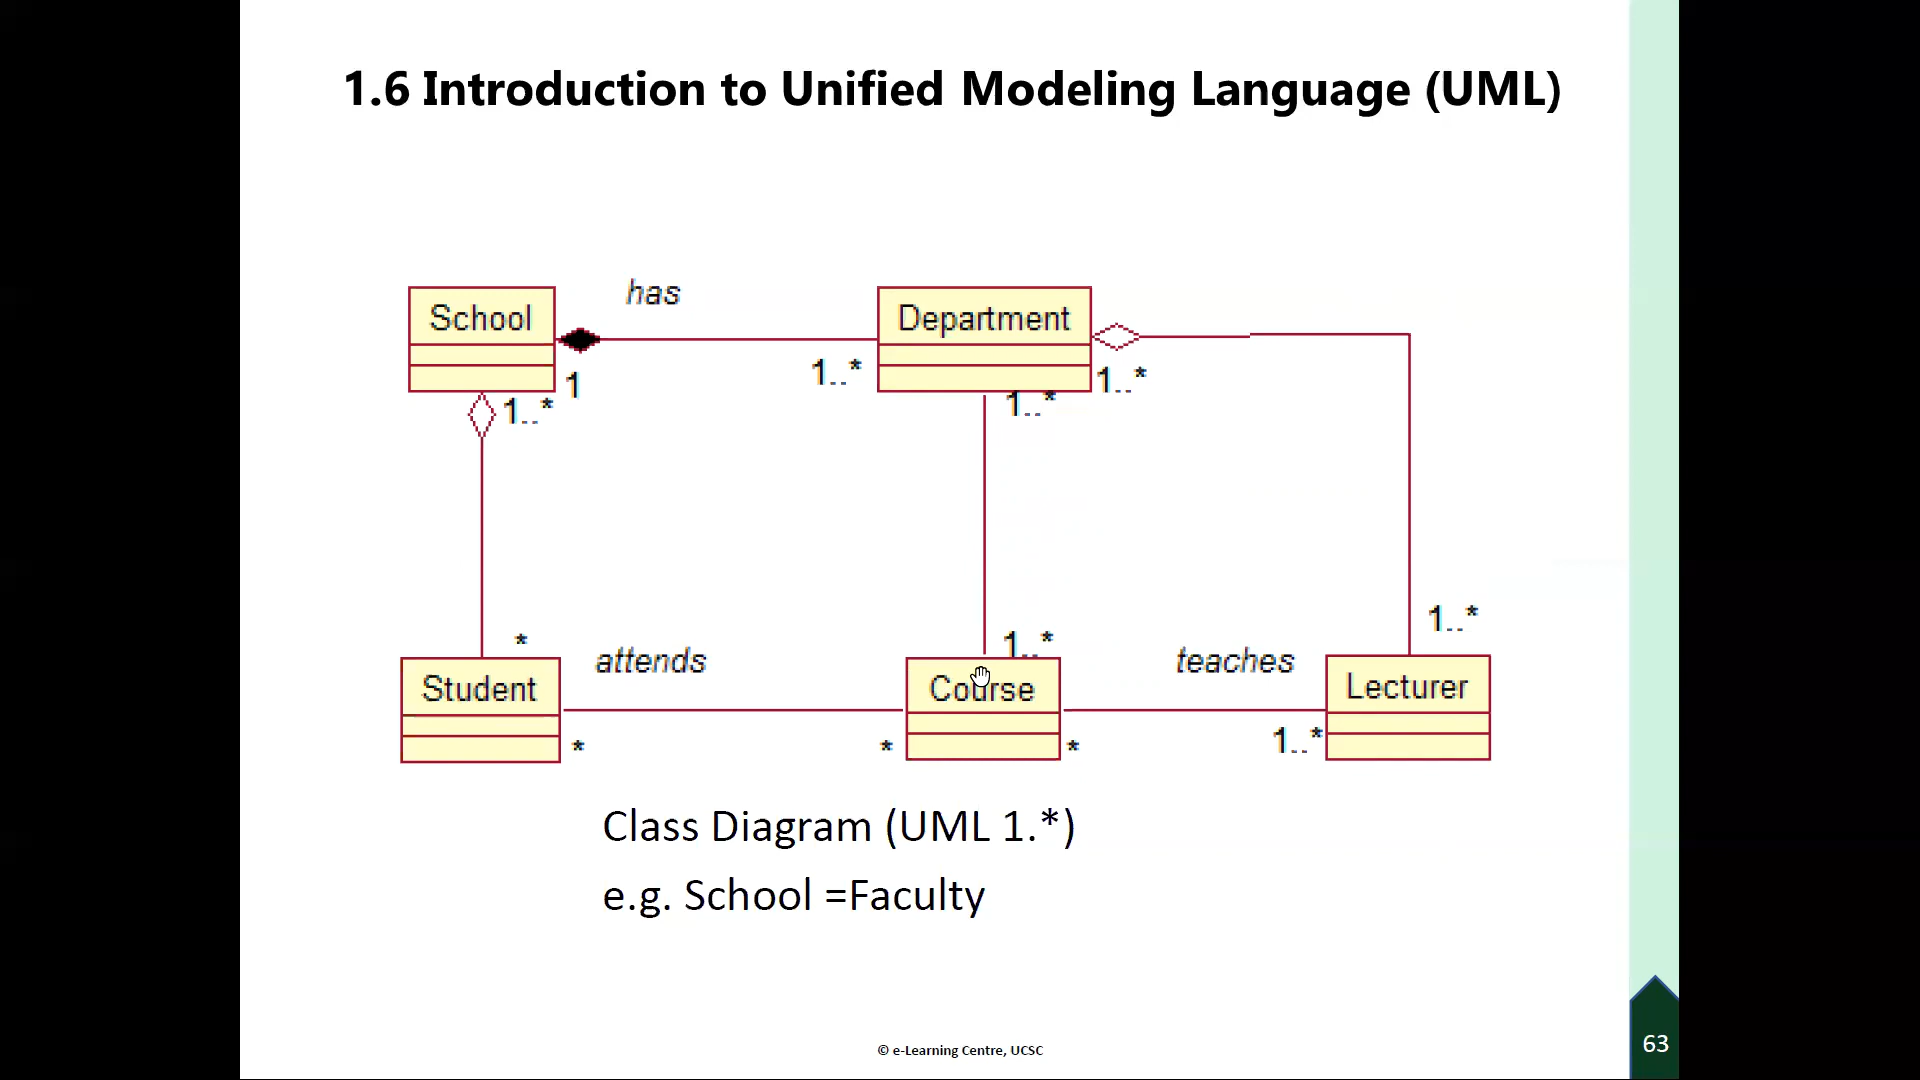 1.6 Introduction to Unified Modeling Language (UML)
has
School
Department
1
1..*
1..*
1..*
1..*
1..*
*
1..*
attends
teaches
Student
Course
Lecturer
*
*
*
1..*
Class Diagram (UML 1.*)
e.g. School =Faculty
© e-Learning Centre, UCSC
63